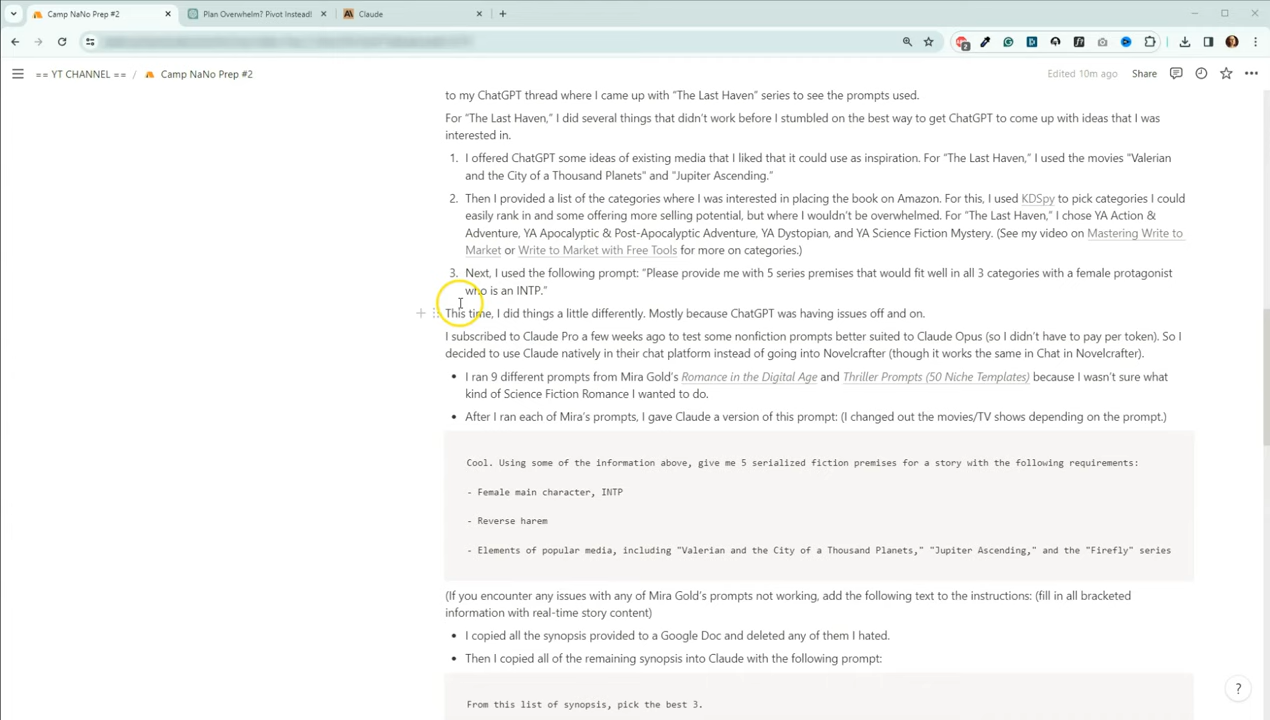 Camp NaNo Prep #2
Plan Overwhelm? Pivot Instead!
Claude
== YT CHANNEL == / Camp NaNo Prep #2
Edited 10m ago
Share
to my ChatGPT thread where I came up with “The Last Haven” series to see the prompts used.
For “The Last Haven,” I did several things that didn’t work before I stumbled on the best way to get ChatGPT to come up with ideas that I was
interested in.
1. I offered ChatGPT some ideas of existing media that I liked that it could use as inspiration. For “The Last Haven,” I used the movies "Valerian
and the City of a Thousand Planets" and "Jupiter Ascending.”
2. Then I provided a list of the categories where I was interested in placing the book on Amazon. For this, I used KDSpy to pick categories I could
easily rank in and some offering more selling potential, but where I wouldn’t be overwhelmed. For “The Last Haven,” I chose YA Action &
Adventure, YA Apocalyptic & Post-Apocalyptic Adventure, YA Dystopian, and YA Science Fiction Mystery. (See my video on Mastering Write to
Market or Write to Market with Free Tools for more on categories.)
3. Next, I used the following prompt: “Please provide me with 5 series premises that would fit well in all 3 categories with a female protagonist
who is an INTP.”
This time, I did things a little differently. Mostly because ChatGPT was having issues off and on.
I subscribed to Claude Pro a few weeks ago to test some nonfiction prompts better suited to Claude Opus (so I didn’t have to pay per token). So I
decided to use Claude natively in their chat platform instead of going into Novelcrafter (though it works the same in Chat in Novelcrafter).
• I ran 9 different prompts from Mira Gold’s Romance in the Digital Age and Thriller Prompts (50 Niche Templates) because I wasn’t sure what
kind of Science Fiction Romance I wanted to do.
• After I ran each of Mira’s prompts, I gave Claude a version of this prompt: (I changed out the movies/TV shows depending on the prompt.)
Cool. Using some of the information above, give me 5 serialized fiction premises for a story with the following requirements:
- Female main character, INTP
- Reverse harem
- Elements of popular media, including "Valerian and the City of a Thousand Planets," "Jupiter Ascending," and the "Firefly" series
(If you encounter any issues with any of Mira Gold’s prompts not working, add the following text to the instructions: (fill in all bracketed
information with real-time story content)
• I copied all the synopsis provided to a Google Doc and deleted any of them I hated.
• Then I copied all of the remaining synopsis into Claude with the following prompt:
From this list of synopsis, pick the best 3.
?